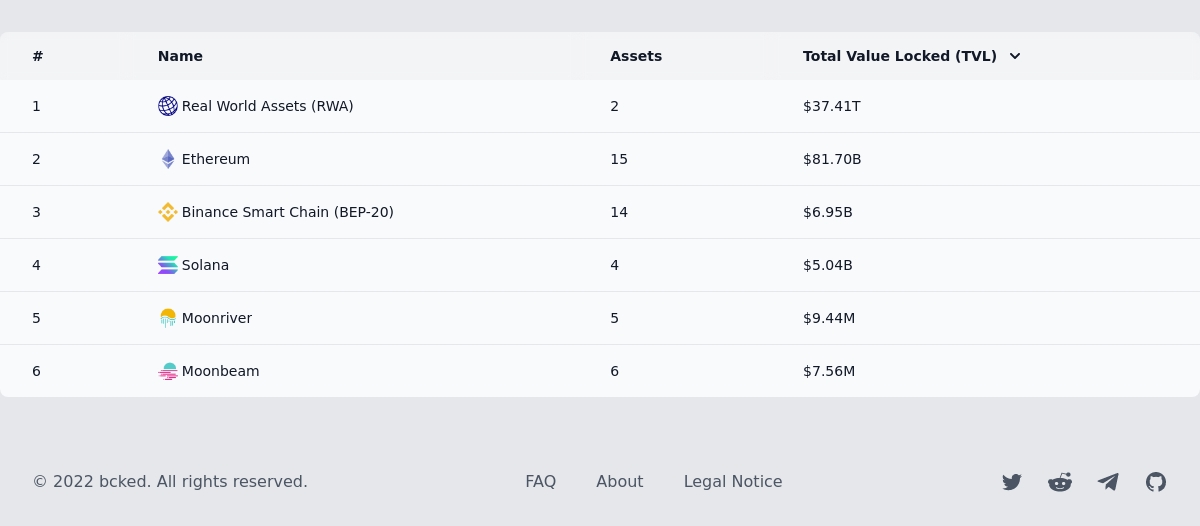 # Name Assets Total Value Locked (TVL)
1 Real World Assets (RWA) 2 $37.41T
2 Ethereum 15 $81.70B
3 Binance Smart Chain (BEP-20) 14 $6.95B
4 Solana 4 $5.04B
5 Moonriver 5 $9.44M
6 Moonbeam 6 $7.56M
© 2022 bcked. All rights reserved. FAQ About Legal Notice